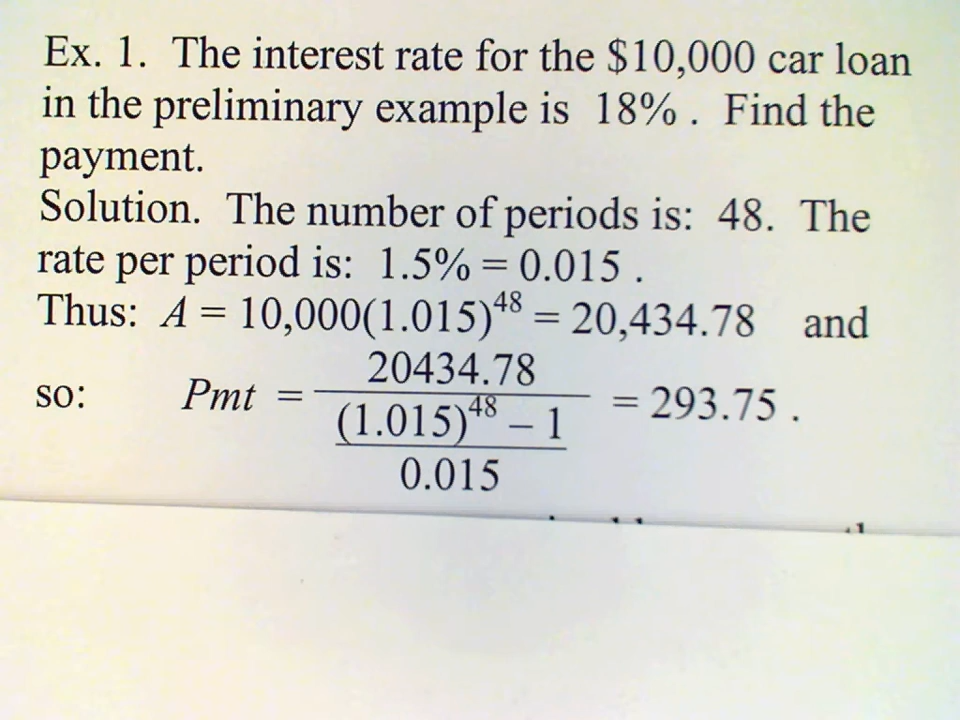 Ex. 1. The interest rate for the $10,000 car loan
in the preliminary example is 18% . Find the
payment.
Solution. The number of periods is: 48. The
rate per period is: 1.5% = 0.015 .
Thus: A = 10,000(1.015)^48 = 20,434.78 and
20434.78
so: Pmt = = 293.75 .
(1.015)^48 – 1
0.015